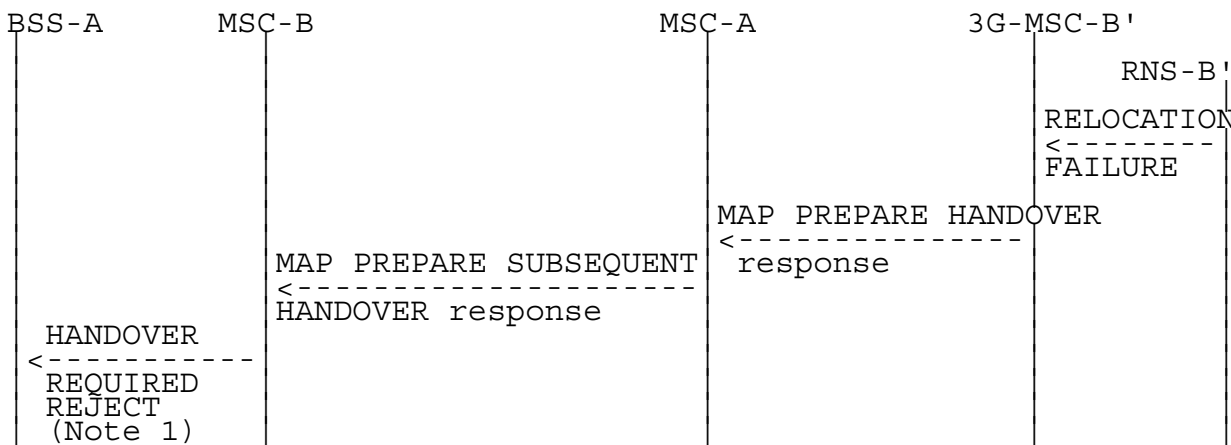 BSS-A MSC-B MSC-A 3G-MSC-B'
RNS-B'
RELOCATION
FAILURE
MAP PREPARE HANDOVER
response
MAP PREPARE SUBSEQUENT
HANDOVER response
HANDOVER
REQUIRED
REJECT
(Note 1)